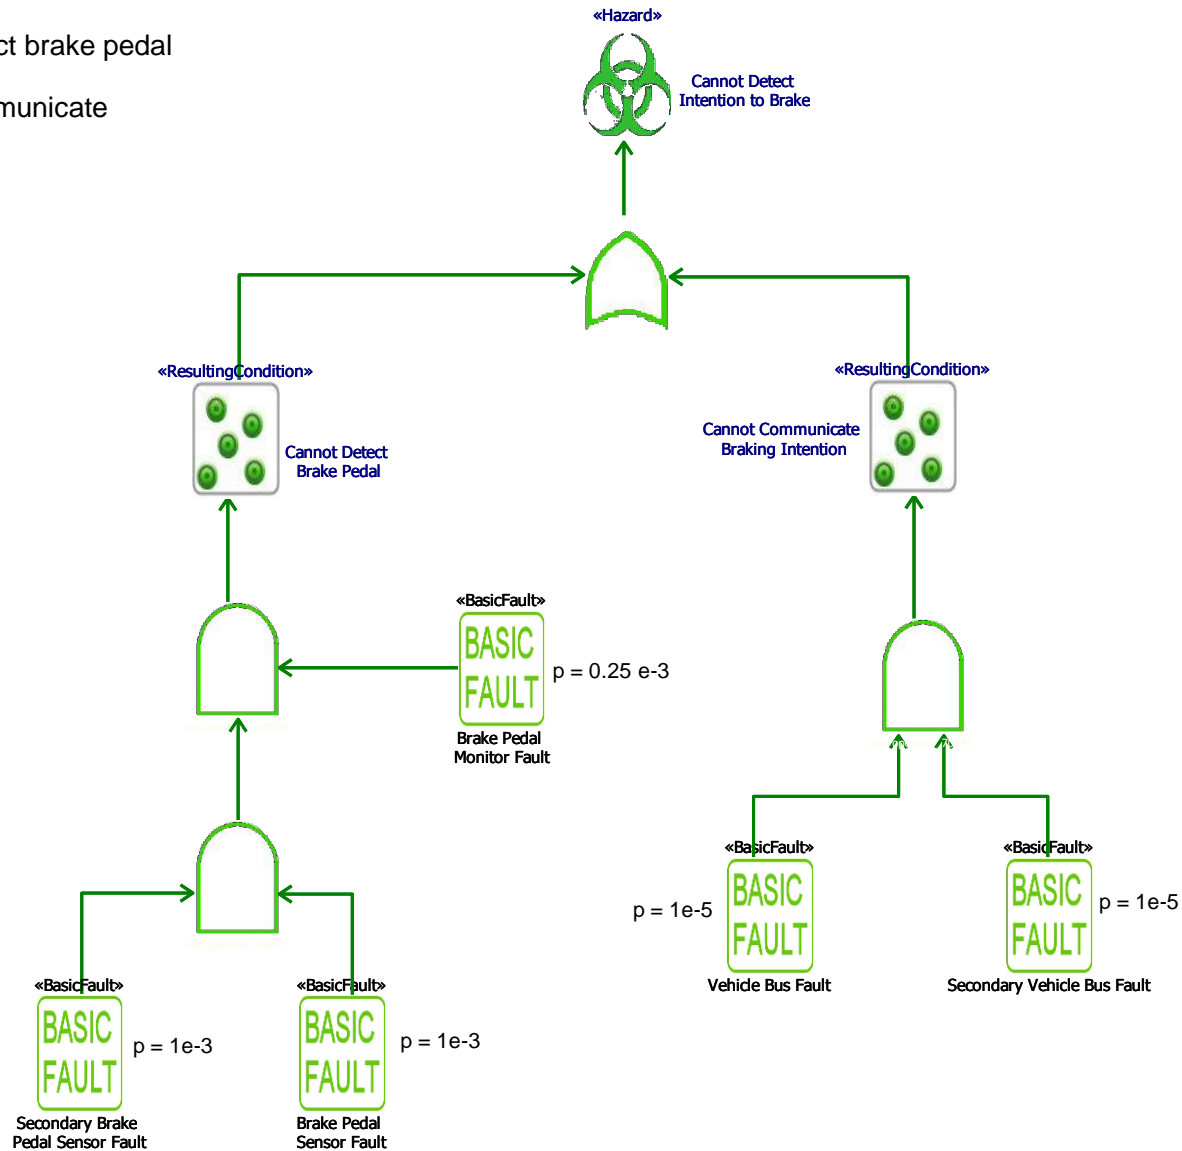 «Hazard»
ct brake pedal
Cannot Detect
Intention to Brake
municate
«ResultingCondition»
«ResultingCondition»
Cannot Communicate
Braking Intention
Cannot Detect
Brake Pedal
«BasicFault»
BASIC
FAULT
p = 0.25 e-3
Brake Pedal
Monitor Fault
«BasicFault»
«BasicFault»
BASIC
FAULT
p = 1e-5
BASIC
FAULT
p = 1e-5
Vehicle Bus Fault
Secondary Vehicle Bus Fault
«BasicFault»
«BasicFault»
BASIC
FAULT
p = 1e-3
BASIC
FAULT
p = 1e-3
Secondary Brake
Pedal Sensor Fault
Brake Pedal
Sensor Fault